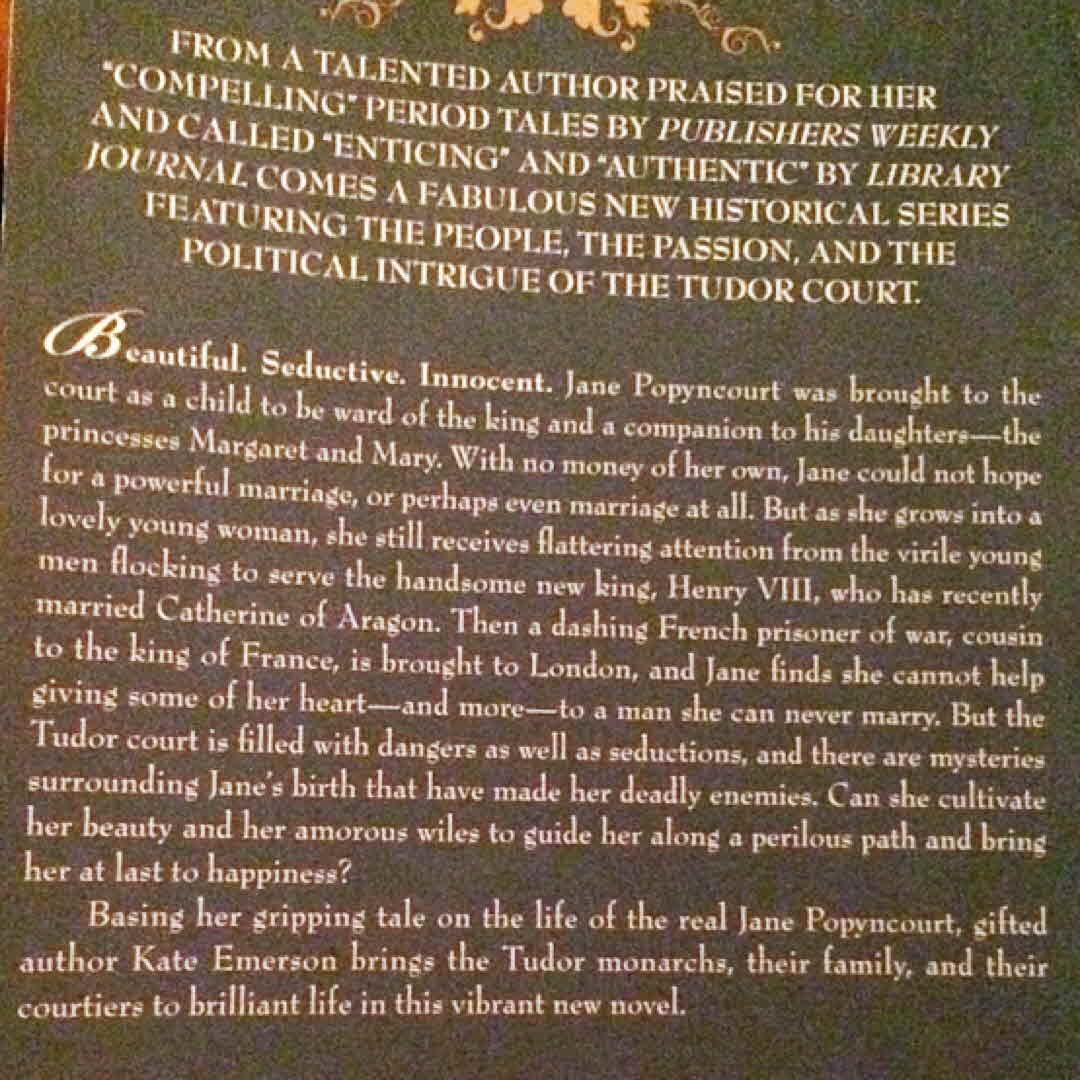 FROM A TALENTED AUTHOR PRAISED FOR HER
"COMPELLING" PERIOD TALES BY PUBLISHERS WEEKLY
AND CALLED "ENTICING" AND "AUTHENTIC" BY LIBRARY
JOURNAL COMES A FABULOUS NEW HISTORICAL SERIES
FEATURING THE PEOPLE, THE PASSION, AND THE
POLITICAL INTRIGUE OF THE TUDOR COURT.
Beautiful. Seductive. Innocent. Jane Popyncourt was brought to the
court as a child to be ward of the king and a companion to his daughters—the
princesses Margaret and Mary. With no money of her own, Jane could not hope
for a powerful marriage, or perhaps even marriage at all. But as she grows into a
lovely young woman, she still receives flattering attention from the virile young
men flocking to serve the handsome new king, Henry VIII, who has recently
married Catherine of Aragon. Then a dashing French prisoner of war, cousin
to the king of France, is brought to London, and Jane finds she cannot help
giving some of her heart—and more—to a man she can never marry. But the
Tudor court is filled with dangers as well as seductions, and there are mysteries
surrounding Jane's birth that have made her deadly enemies. Can she cultivate
her beauty and her amorous wiles to guide her along a perilous path and bring
her at last to happiness?
Basing her gripping tale on the life of the real Jane Popyncourt, gifted
author Kate Emerson brings the Tudor monarchs, their family, and their
courtiers to brilliant life in this vibrant new novel.